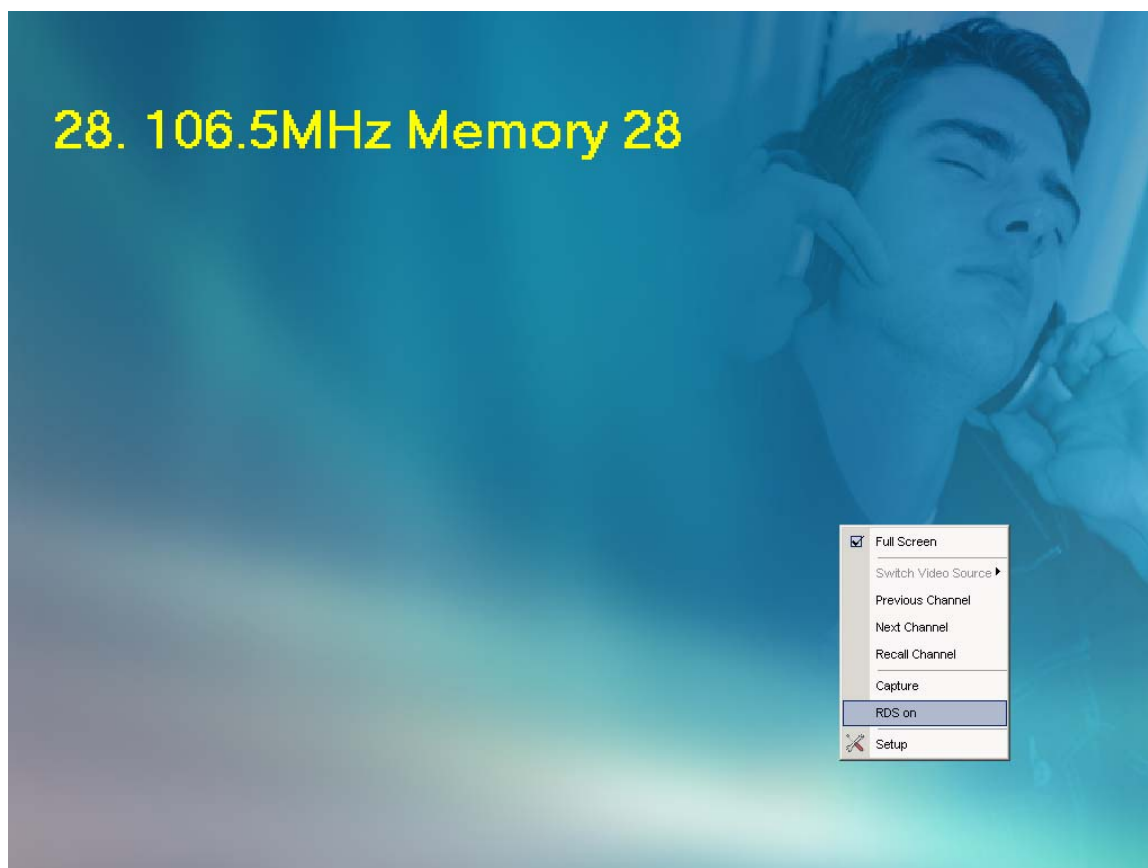 28. 106.5MHz Memory 28
Full Screen
Switch Video Source
Previous Channel
Next Channel
Recall Channel
Capture
RDS on
Setup